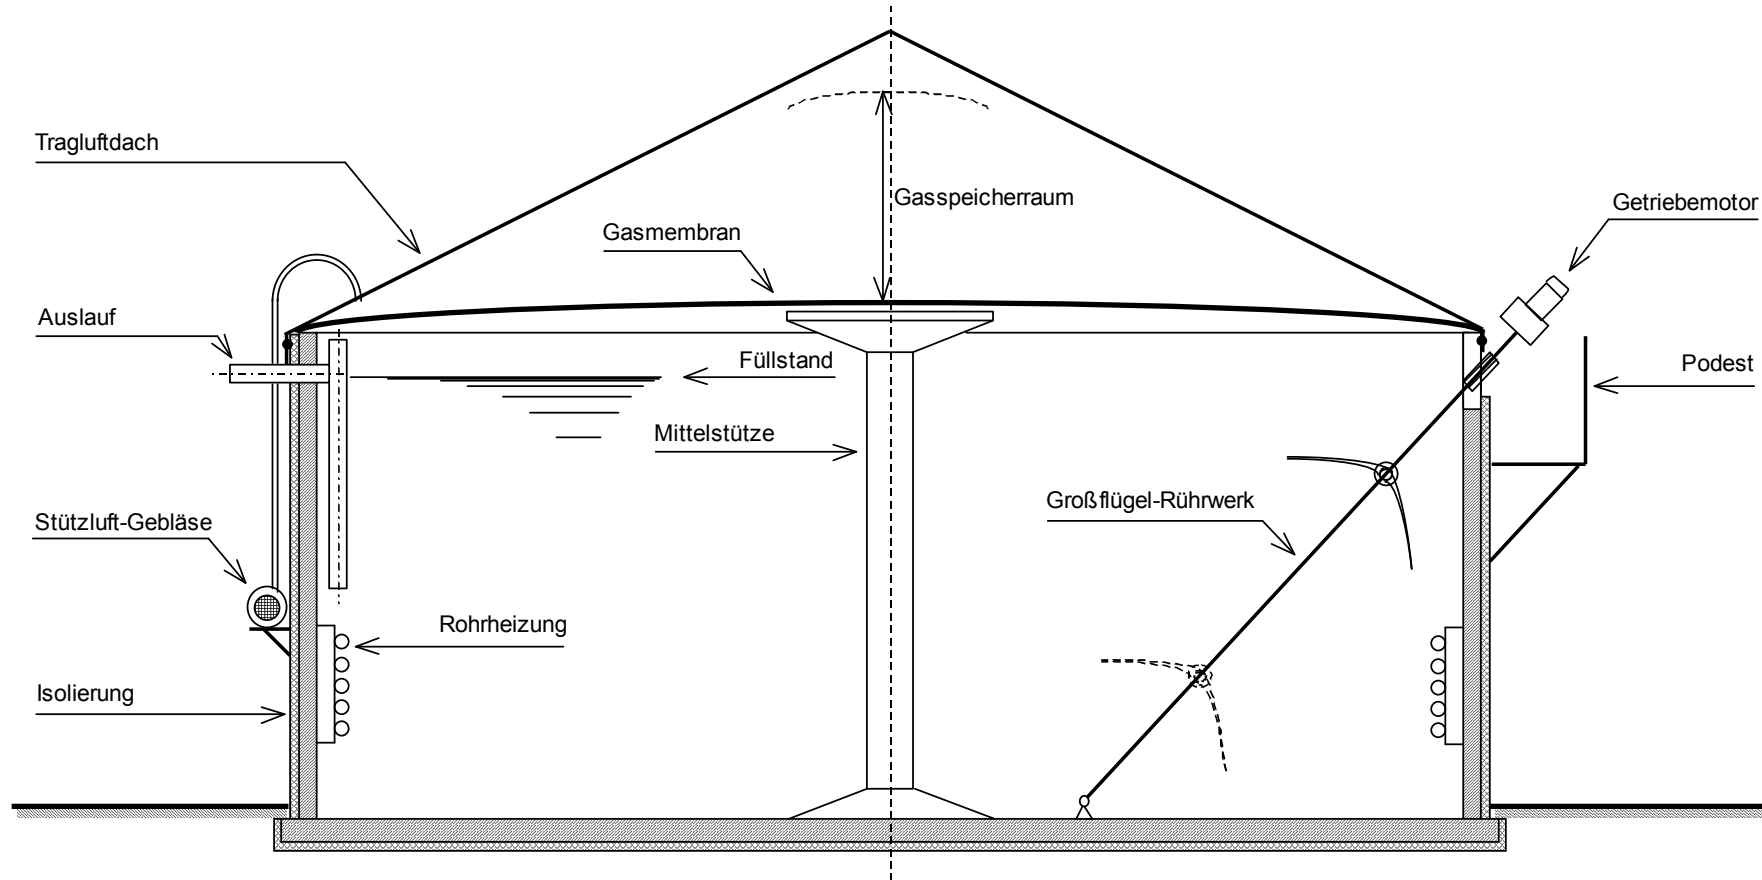 Tragluftdach
Gasspeicherraum
Getriebemotor
Gasmembran
Auslauf
Füllstand
Podest
Mittelstütze
Großflügel-Rührwerk
Stützluft-Gebläse
Rohrheizung
Isolierung